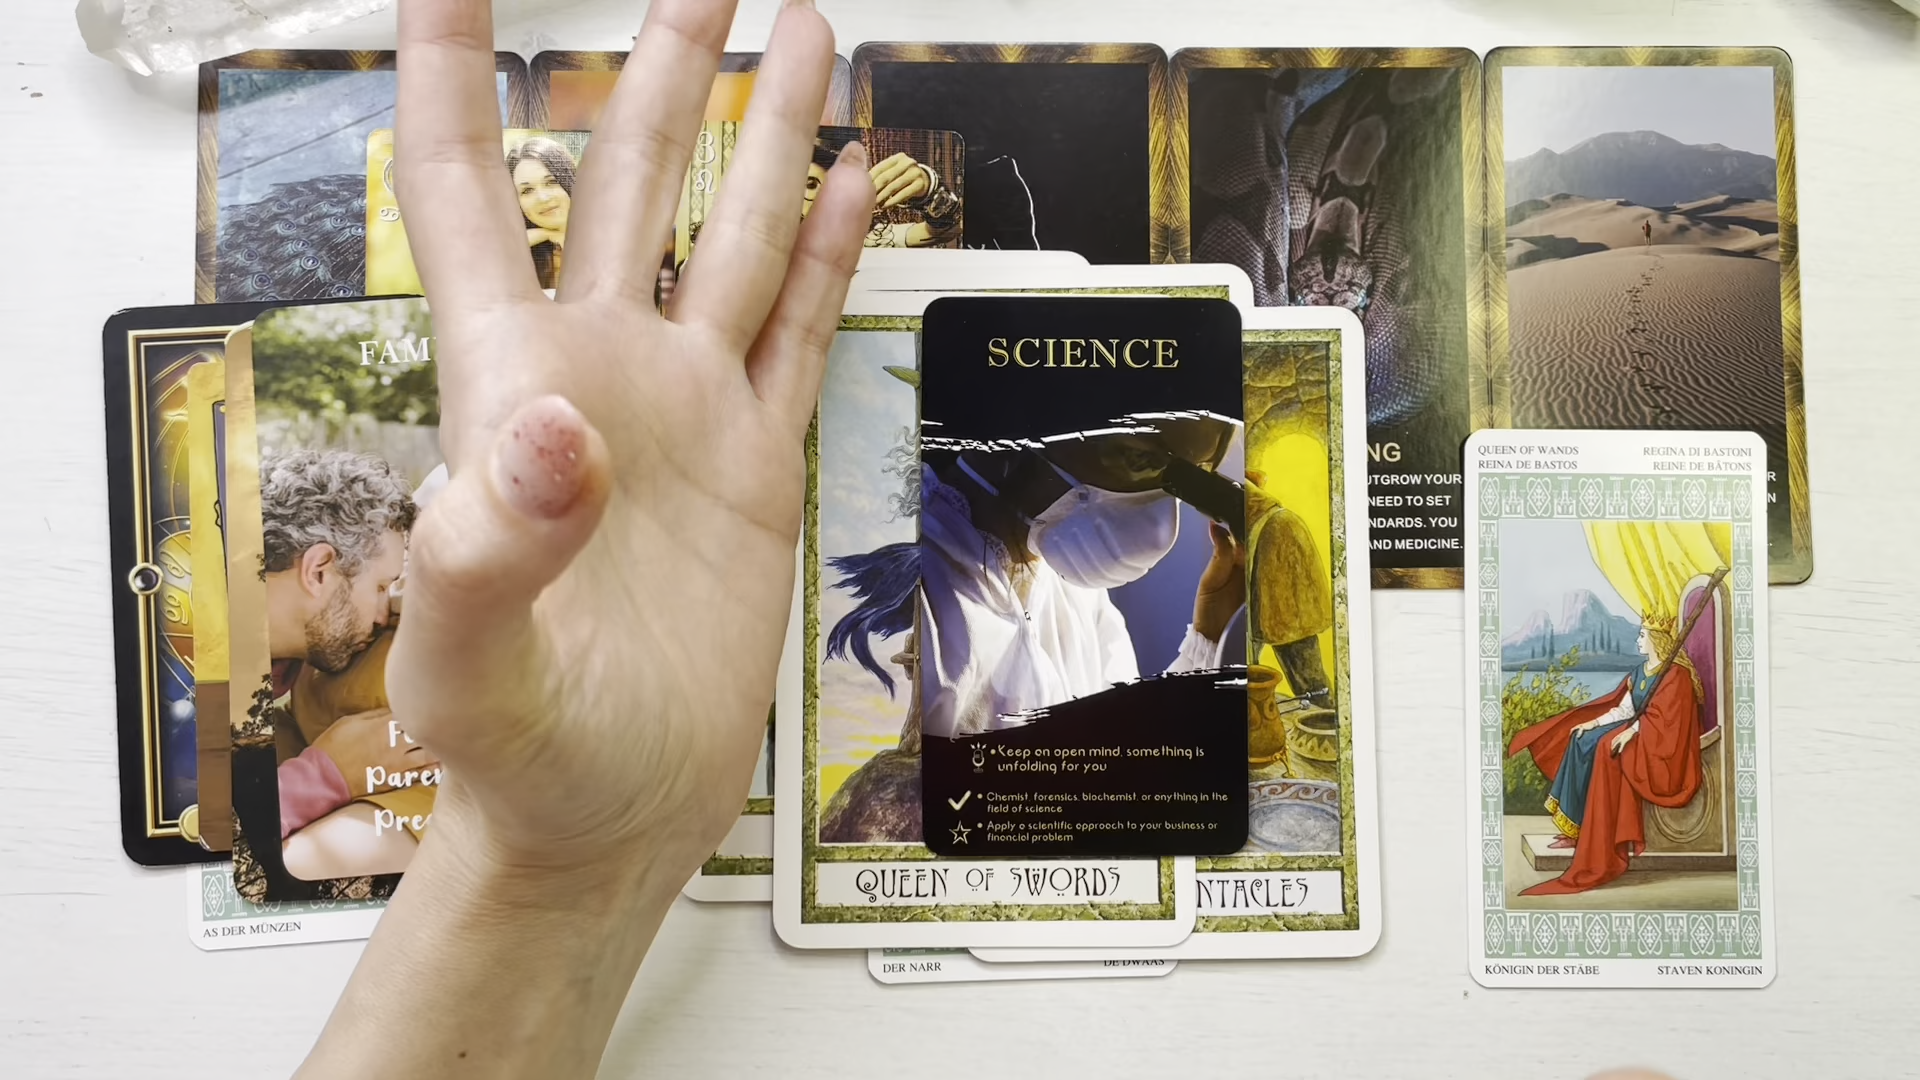 FAM
SCIENCE
NG
UTGROW YOUR
NEED TO SET
NDARDS. YOU
AND MEDICINE.
QUEEN OF WANDS
REINA DE BASTOS
REGINA DI BASTONI
REINE DE BÂTONS
R
N
Paren
Pre
Keep an open mind, something is
unfolding for you
Chemist, forensics, biochemist, or anything in the
field of science
Apply a scientific approach to your business or
financial problem
QUEEN OF SWORDS
NTACLES
AS DER MÜNZEN
DER NARR
DE DWAAS
KÖNIGIN DER STÄBE
STAVEN KONINGIN